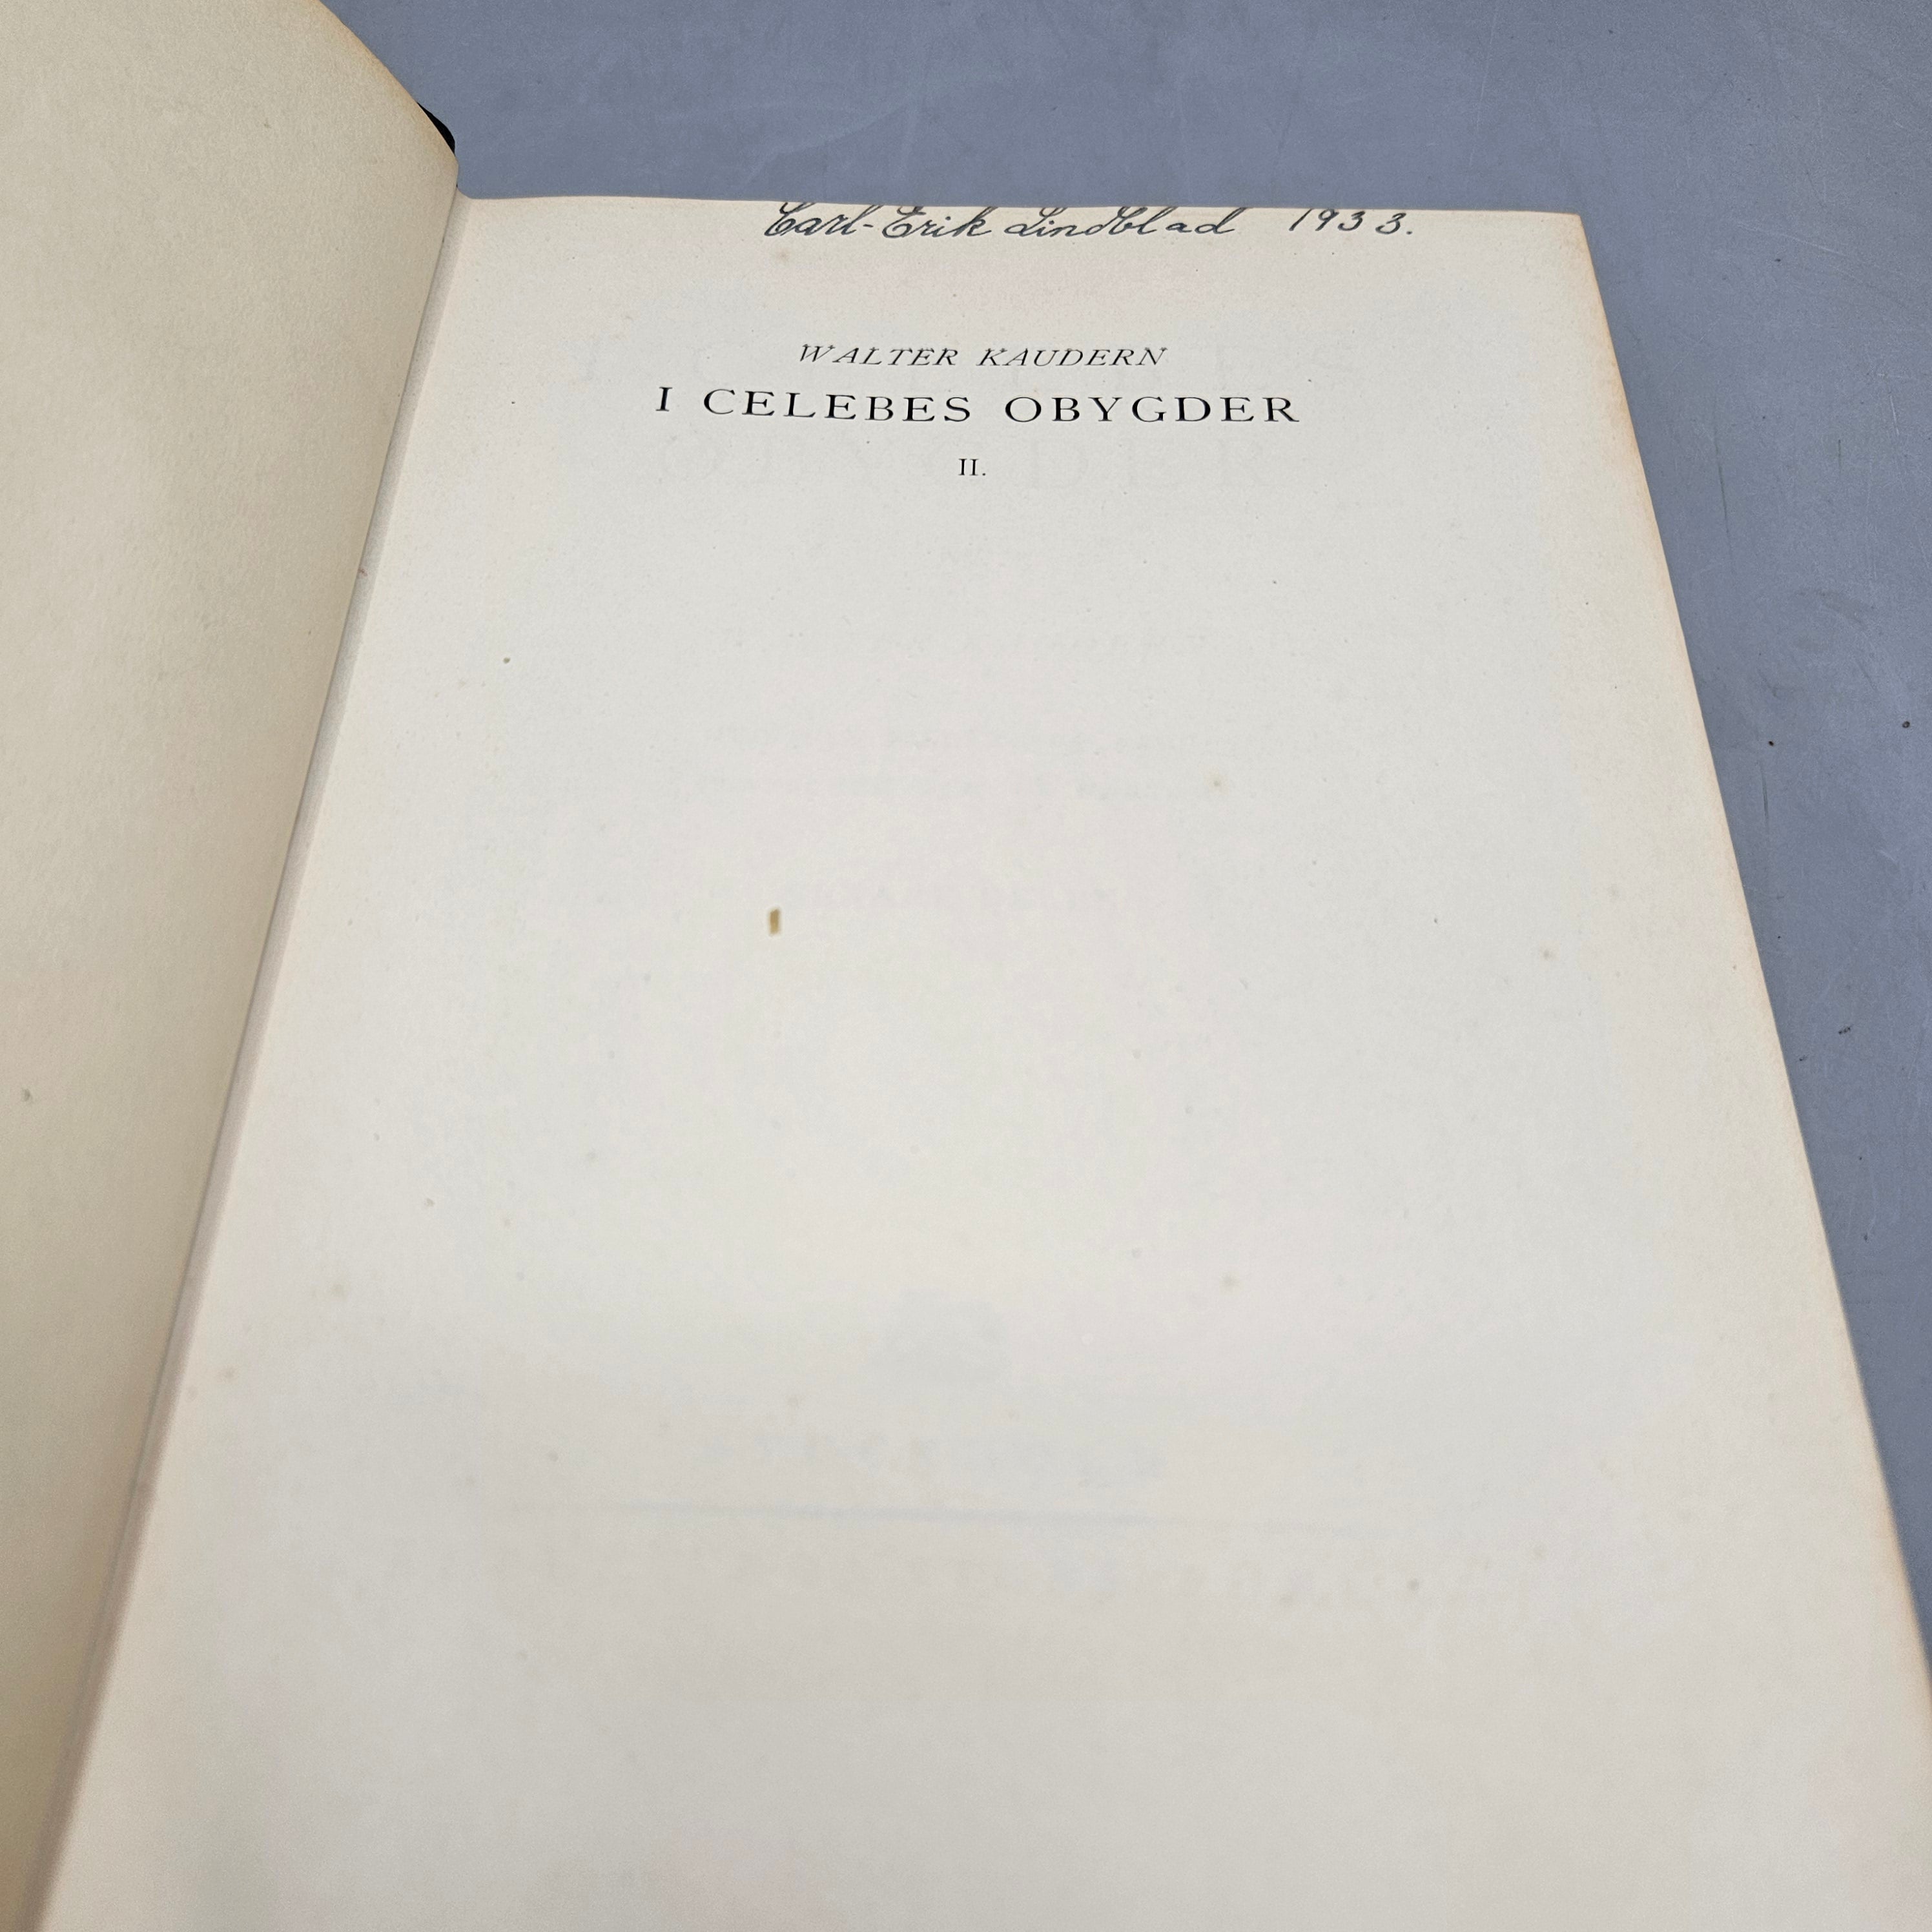 Carl-Erik Lindblad 1933.
WALTER KAUDERN
I CELEBES OBYGDER
II.